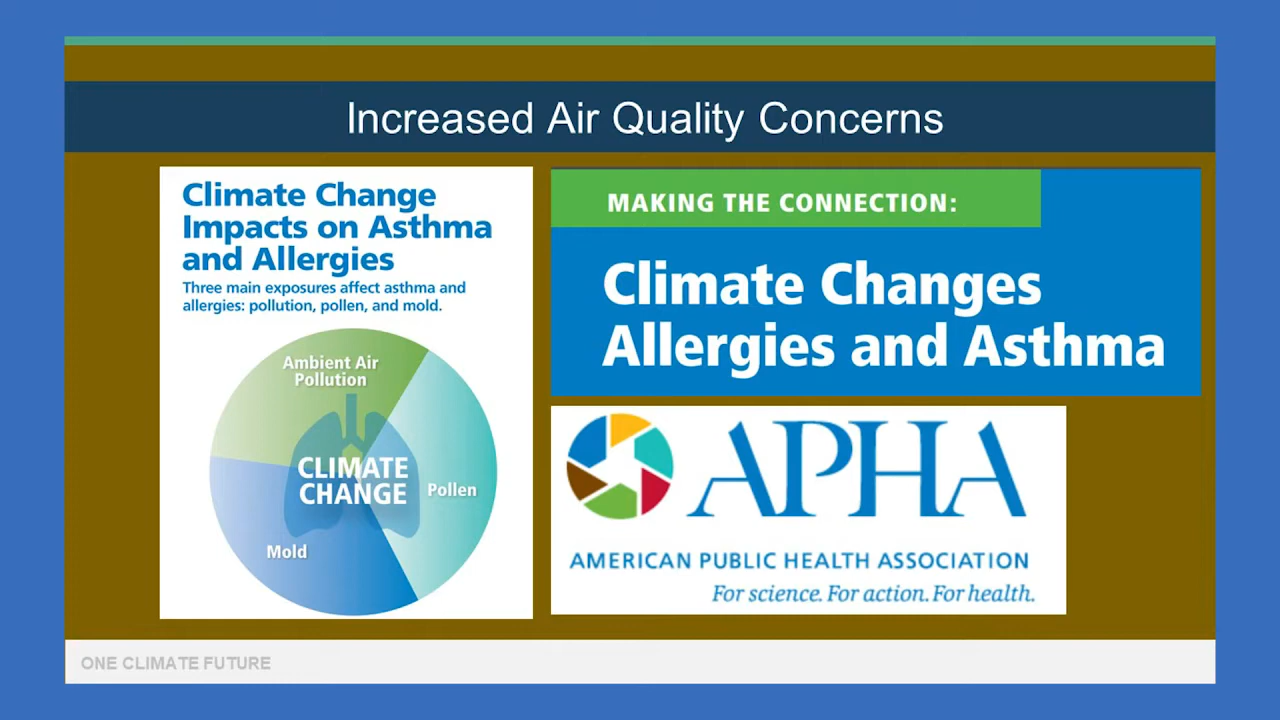 Increased Air Quality Concerns
Climate Change
Impacts on Asthma
and Allergies
Three main exposures affect asthma and
allergies: pollution, pollen, and mold.
Ambient Air
Pollution
CLIMATE
CHANGE
Pollen
Mold
MAKING THE CONNECTION:
Climate Changes
Allergies and Asthma
APHA
AMERICAN PUBLIC HEALTH ASSOCIATION
For science. For action. For health.
ONE CLIMATE FUTURE